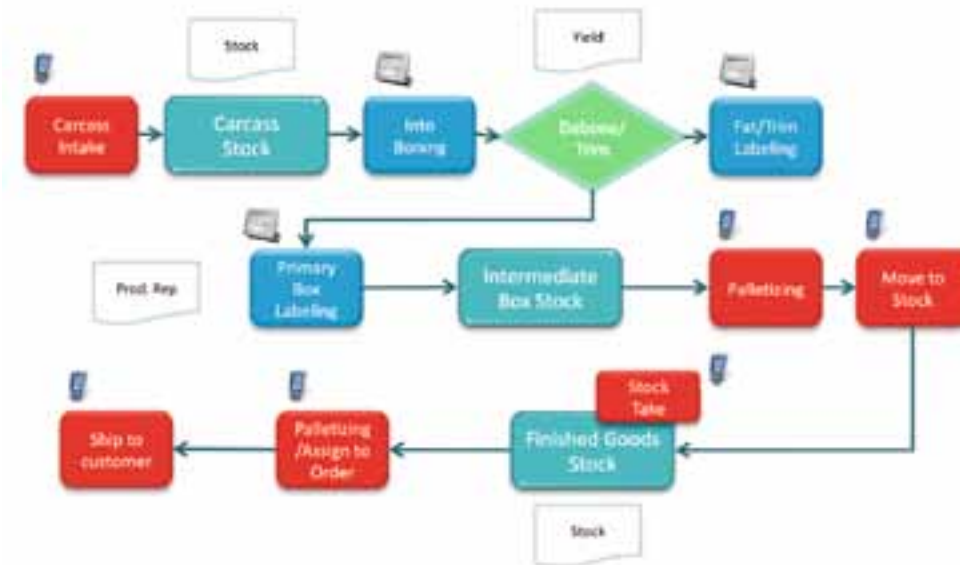 Stock
Yield
Carcass
Intake
Carcass
Stock
Into
Boning
Debone/
Trim
Fat/Trim
Labeling
Prod. Rep
Primary
Box
Labeling
Intermediate
Box Stock
Palletizing
Move to
Stock
Stock
Take
Ship to
customer
Palletizing
/Assign to
Order
Finished Goods
Stock
Stock